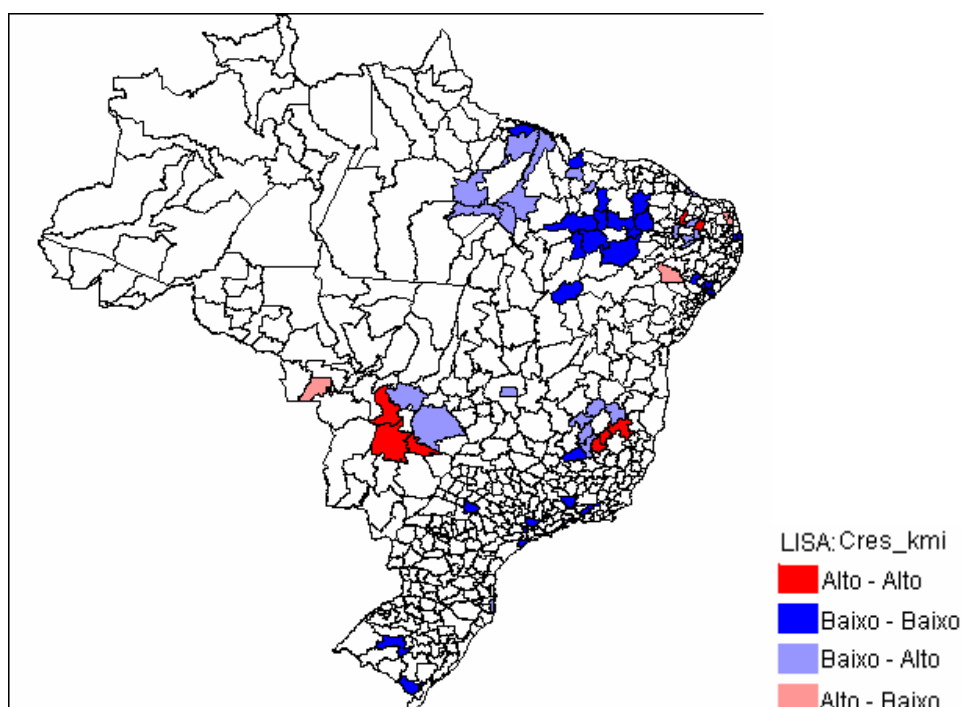 LISA: Cres_kmi
Alto - Alto
Baixo - Baixo
Baixo - Alto
Alto - Baixo